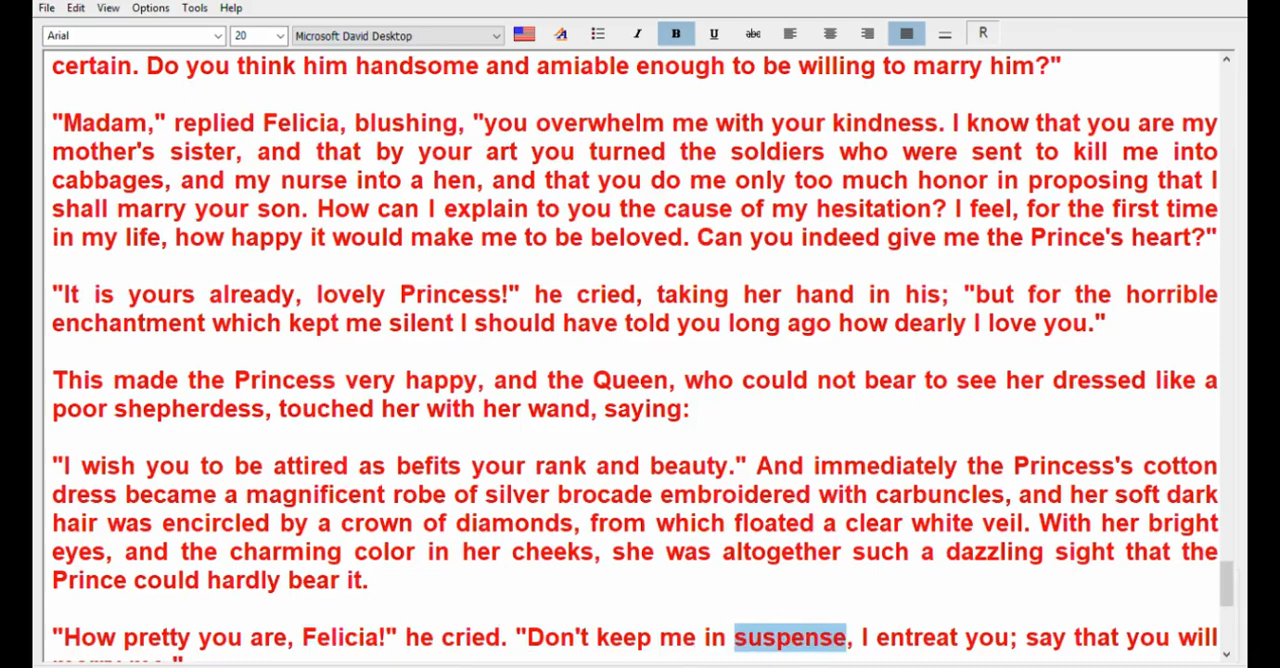 File Edit View Options Tools Help
Arial 20 Microsoft David Desktop I B U abc R
certain. Do you think him handsome and amiable enough to be willing to marry him?"
"Madam," replied Felicia, blushing, "you overwhelm me with your kindness. I know that you are my
mother's sister, and that by your art you turned the soldiers who were sent to kill me into
cabbages, and my nurse into a hen, and that you do me only too much honor in proposing that I
shall marry your son. How can I explain to you the cause of my hesitation? I feel, for the first time
in my life, how happy it would make me to be beloved. Can you indeed give me the Prince's heart?"
"It is yours already, lovely Princess!" he cried, taking her hand in his; "but for the horrible
enchantment which kept me silent I should have told you long ago how dearly I love you."
This made the Princess very happy, and the Queen, who could not bear to see her dressed like a
poor shepherdess, touched her with her wand, saying:
"I wish you to be attired as befits your rank and beauty." And immediately the Princess's cotton
dress became a magnificent robe of silver brocade embroidered with carbuncles, and her soft dark
hair was encircled by a crown of diamonds, from which floated a clear white veil. With her bright
eyes, and the charming color in her cheeks, she was altogether such a dazzling sight that the
Prince could hardly bear it.
"How pretty you are, Felicia!" he cried. "Don't keep me in suspense, I entreat you; say that you will